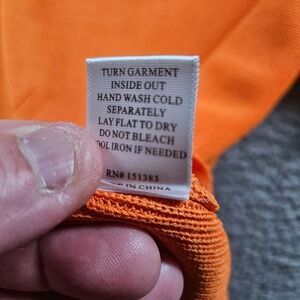 TURN GARMENT
INSIDE OUT
HAND WASH COLD
SEPARATELY
LAY FLAT TO DRY
DO NOT BLEACH
OOL IRON IF NEEDED
RN# 151383
IN CHINA